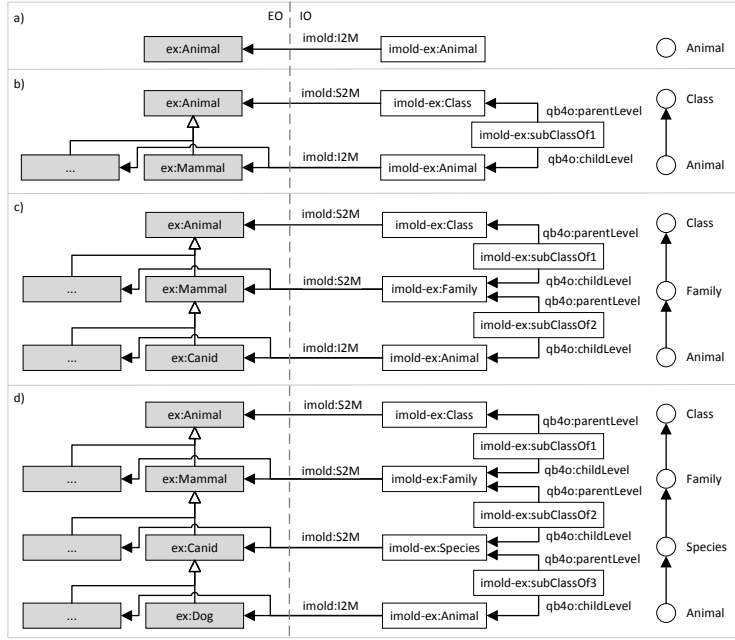 EO IO
a)
imold:I2M
ex:Animal
imold-ex:Animal
Animal
b)
imold:S2M
ex:Animal
imold-ex:Class
Class
qb4o:parentLevel
imold-ex:subClassOf1
imold:I2M
qb4o:childLevel
...
ex:Mammal
imold-ex:Animal
Animal
c)
imold:S2M
ex:Animal
imold-ex:Class
Class
qb4o:parentLevel
imold-ex:subClassOf1
imold:S2M
qb4o:childLevel
...
ex:Mammal
imold-ex:Family
Family
qb4o:parentLevel
imold-ex:subClassOf2
imold:I2M
qb4o:childLevel
...
ex:Canid
imold-ex:Animal
Animal
d)
imold:S2M
ex:Animal
imold-ex:Class
Class
qb4o:parentLevel
imold-ex:subClassOf1
imold:S2M
qb4o:childLevel
...
ex:Mammal
imold-ex:Family
Family
qb4o:parentLevel
imold-ex:subClassOf2
imold:S2M
qb4o:childLevel
...
ex:Canid
imold-ex:Species
Species
qb4o:parentLevel
imold-ex:subClassOf3
imold:I2M
qb4o:childLevel
...
ex:Dog
imold-ex:Animal
Animal